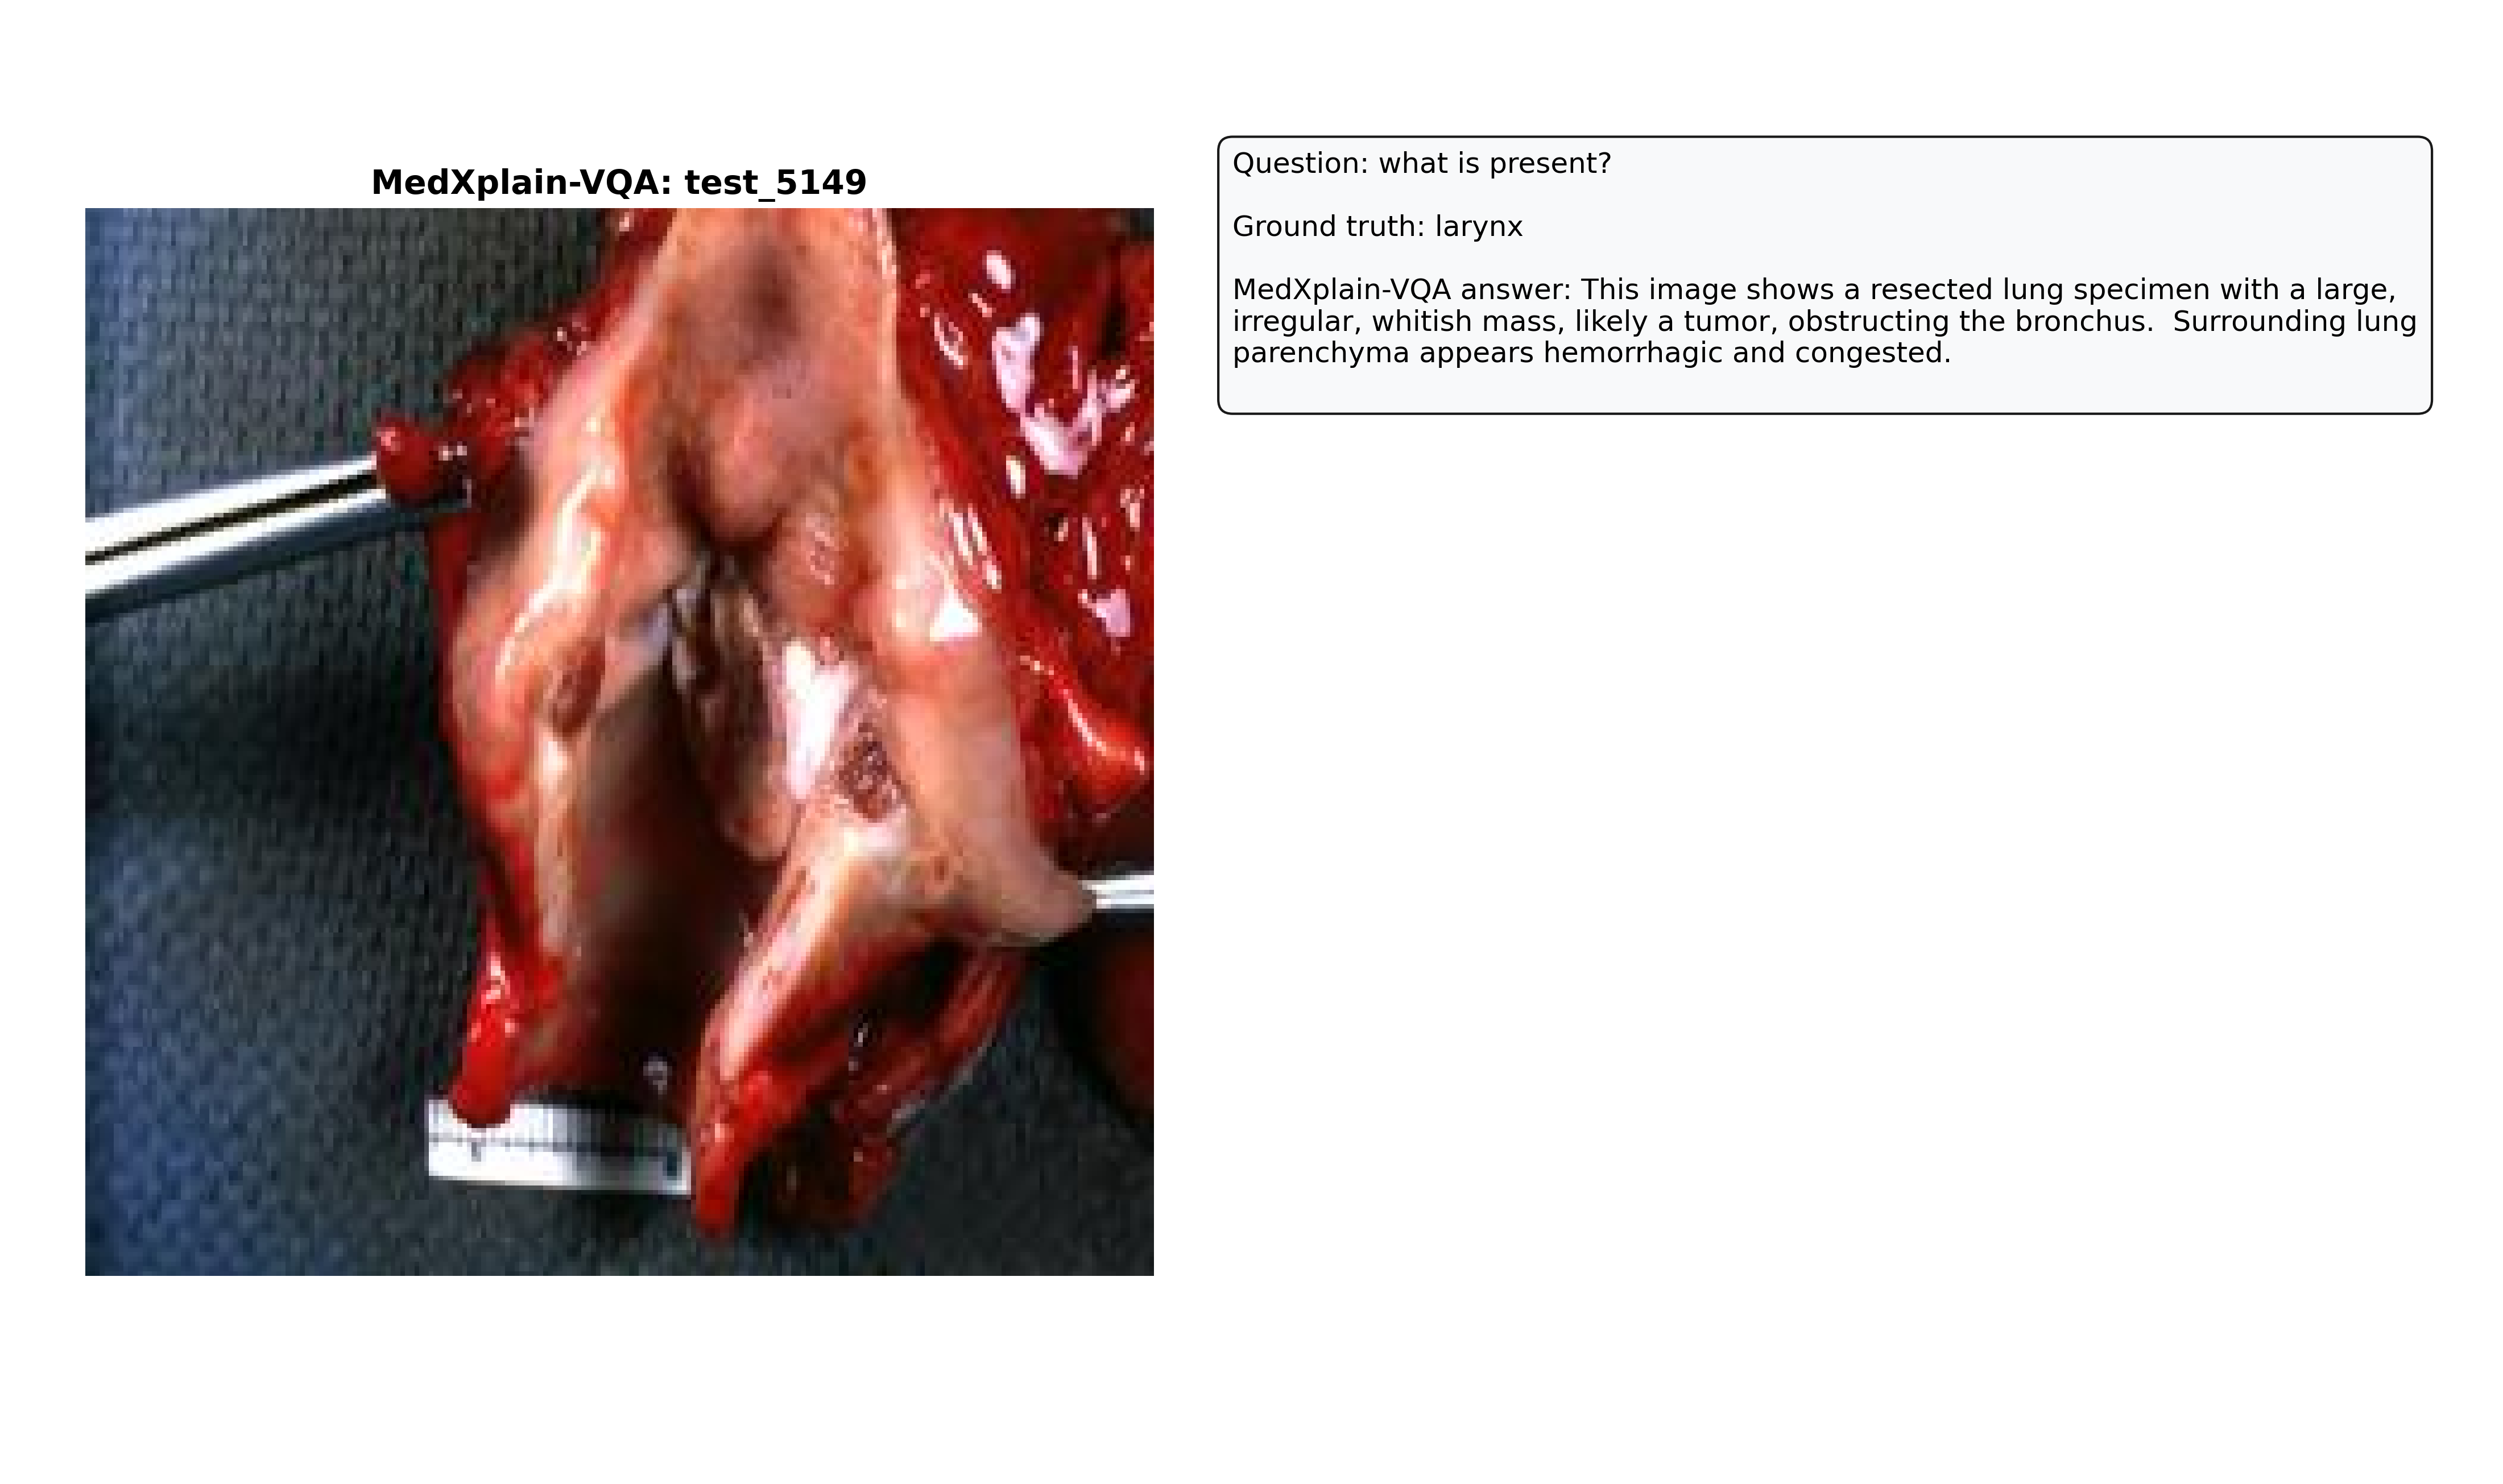 MedXplain-VQA: test_5149
Question: what is present?
Ground truth: larynx
MedXplain-VQA answer: This image shows a resected lung specimen with a large,
irregular, whitish mass, likely a tumor, obstructing the bronchus.  Surrounding lung
parenchyma appears hemorrhagic and congested.